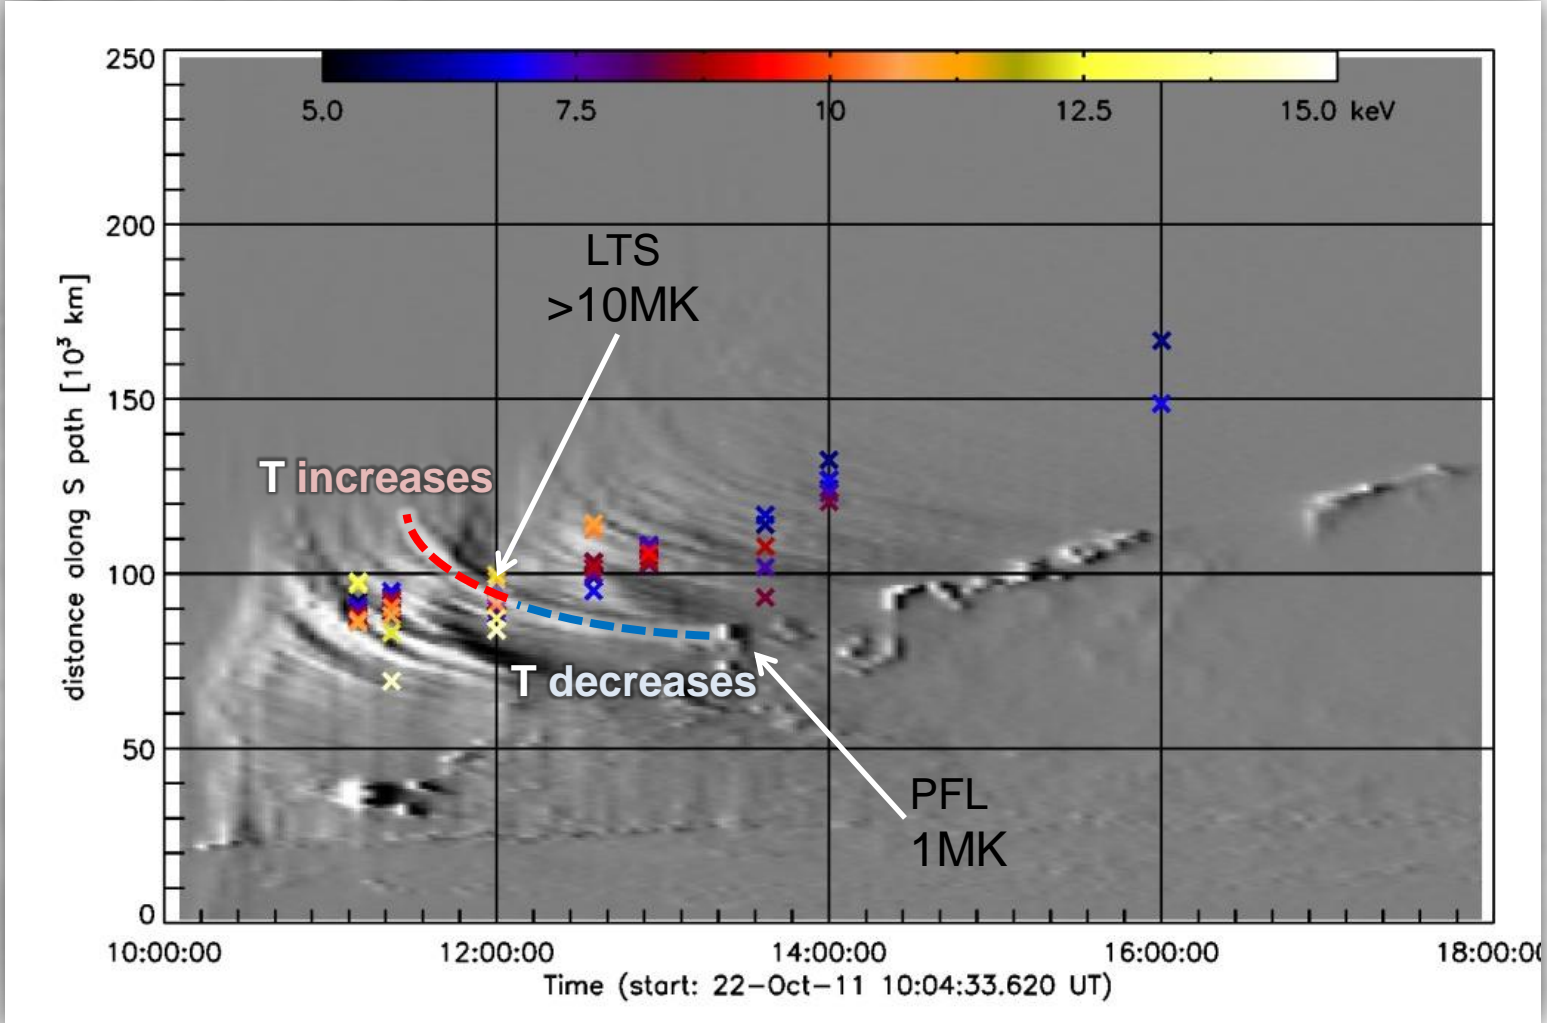 250
5.0 7.5 10 12.5 15.0 keV
200
LTS
>10MK
150
T increases
100
T decreases
50
PFL
1MK
0
10:00:00 12:00:00 14:00:00 16:00:00 18:00:00
Time (start: 22-Oct-11 10:04:33.620 UT)
distance along S path [10³ km]